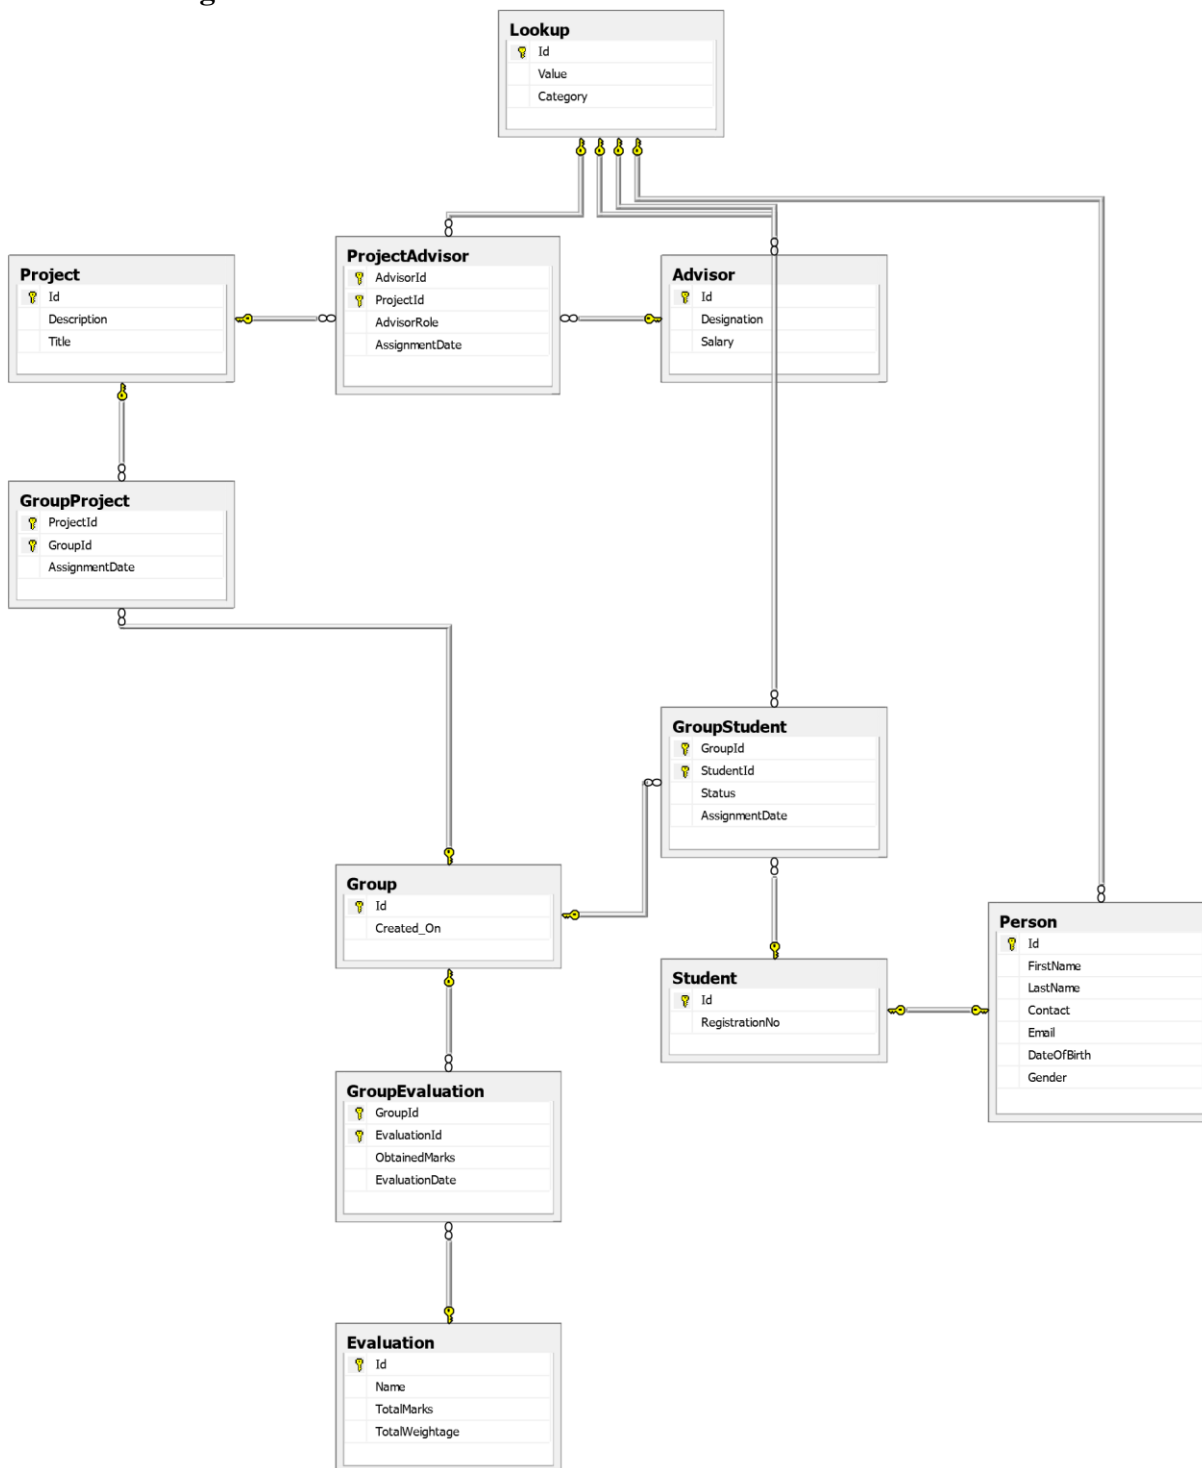 Lookup
Id
Value
Category
Project
Id
Description
Title
ProjectAdvisor
AdvisorId
ProjectId
AdvisorRole
AssignmentDate
Advisor
Id
Designation
Salary
GroupProject
ProjectId
GroupId
AssignmentDate
GroupStudent
GroupId
StudentId
Status
AssignmentDate
Group
Id
Created_On
Student
Id
RegistrationNo
Person
Id
FirstName
LastName
Contact
Email
DateOfBirth
Gender
GroupEvaluation
GroupId
EvaluationId
ObtainedMarks
EvaluationDate
Evaluation
Id
Name
TotalMarks
TotalWeightage